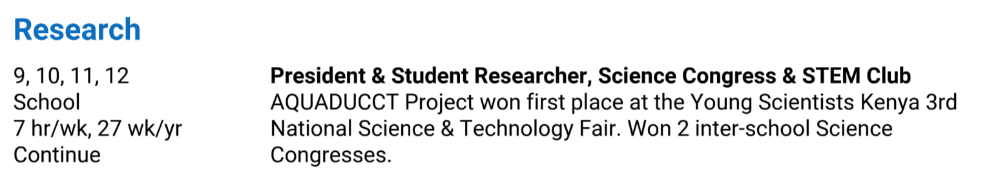 Research
9, 10, 11, 12
School
7 hr/wk, 27 wk/yr
Continue
President & Student Researcher, Science Congress & STEM Club
AQUADUCCT Project won first place at the Young Scientists Kenya 3rd
National Science & Technology Fair. Won 2 inter-school Science
Congresses.